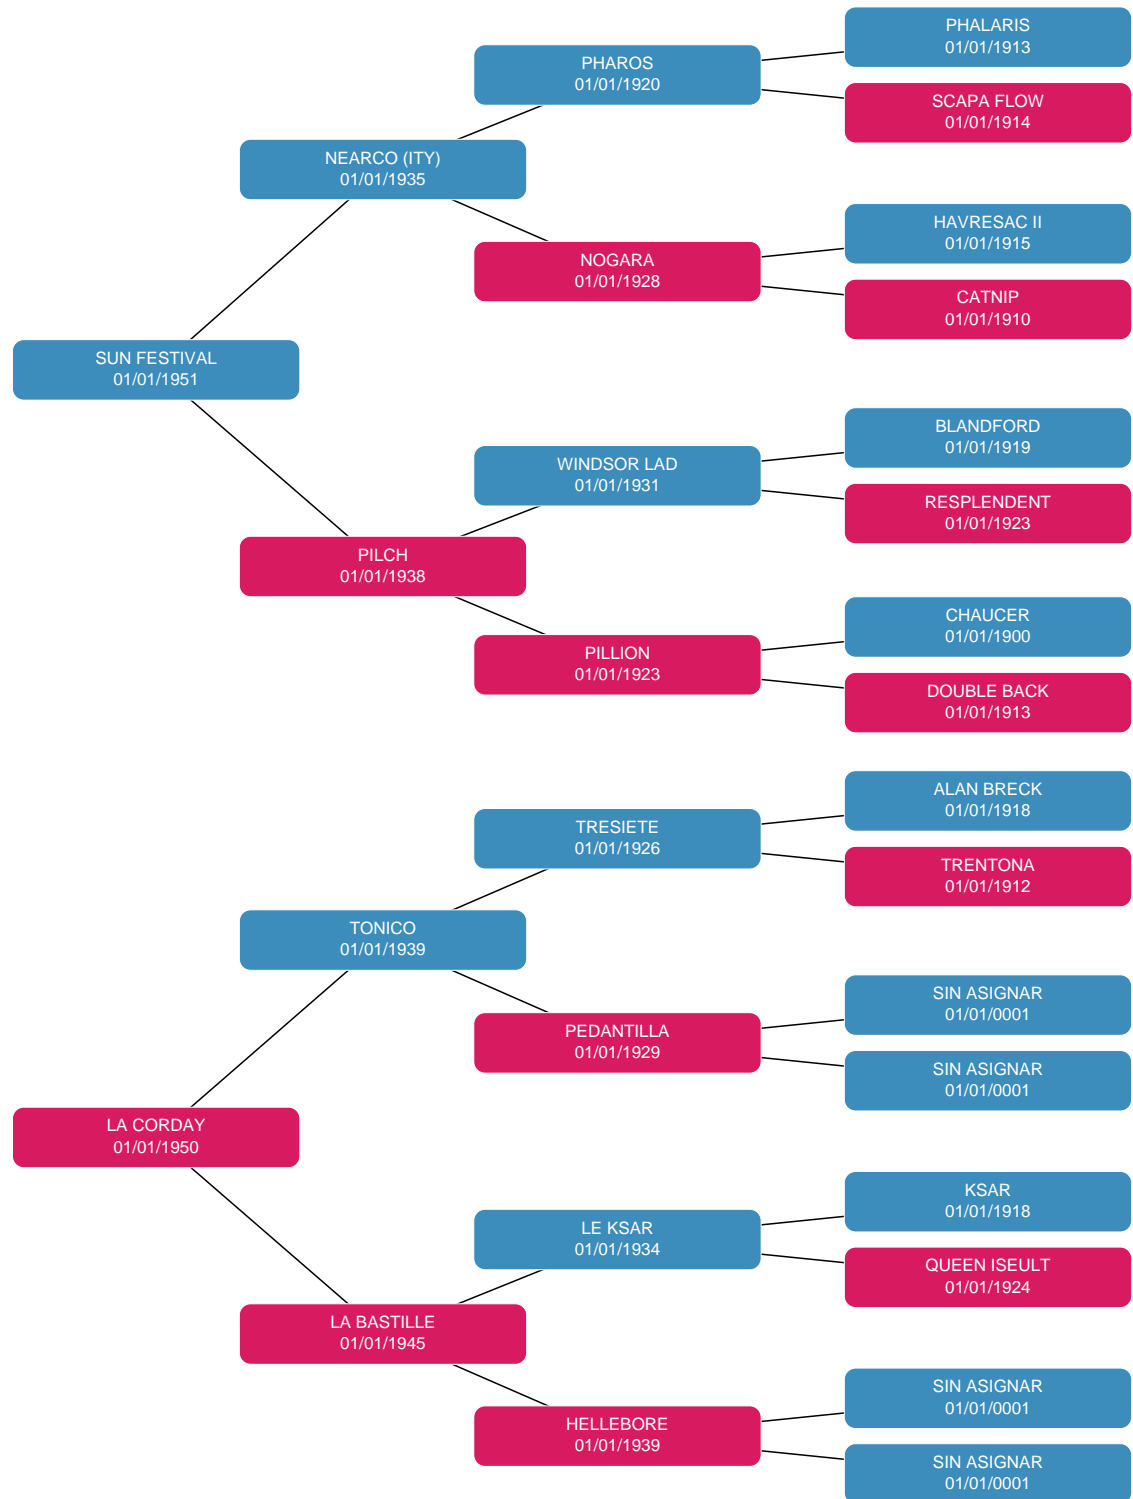 PHALARIS
01/01/1913
PHAROS
01/01/1920
SCAPA FLOW
01/01/1914
NEARCO (ITY)
01/01/1935
HAVRESAC II
01/01/1915
NOGARA
01/01/1928
CATNIP
01/01/1910
SUN FESTIVAL
01/01/1951
BLANDFORD
01/01/1919
WINDSOR LAD
01/01/1931
RESPLENDENT
01/01/1923
PILCH
01/01/1938
CHAUCER
01/01/1900
PILLION
01/01/1923
DOUBLE BACK
01/01/1913
ALAN BRECK
01/01/1918
TRESIETE
01/01/1926
TRENTONA
01/01/1912
TONICO
01/01/1939
SIN ASIGNAR
01/01/0001
PEDANTILLA
01/01/1929
SIN ASIGNAR
01/01/0001
LA CORDAY
01/01/1950
KSAR
01/01/1918
LE KSAR
01/01/1934
QUEEN ISEULT
01/01/1924
LA BASTILLE
01/01/1945
SIN ASIGNAR
01/01/0001
HELLEBORE
01/01/1939
SIN ASIGNAR
01/01/0001